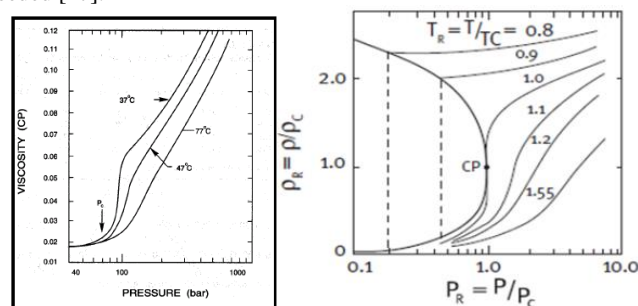 0.12
0.11
0.10
0.09
0.08
0.07
0.06
0.05
0.04
0.03
0.02
0.01
VISCOSITY (CP)
37°C
77°C
47°C
Pc
40
100
1000
PRESSURE (bar)
TR = T/TC = 0.8
0.9
1.0
1.1
1.2
1.55
CP
2.0
1.0
0
ρR = ρ/ρC
0.1
1.0
10.0
PR = P/Pc